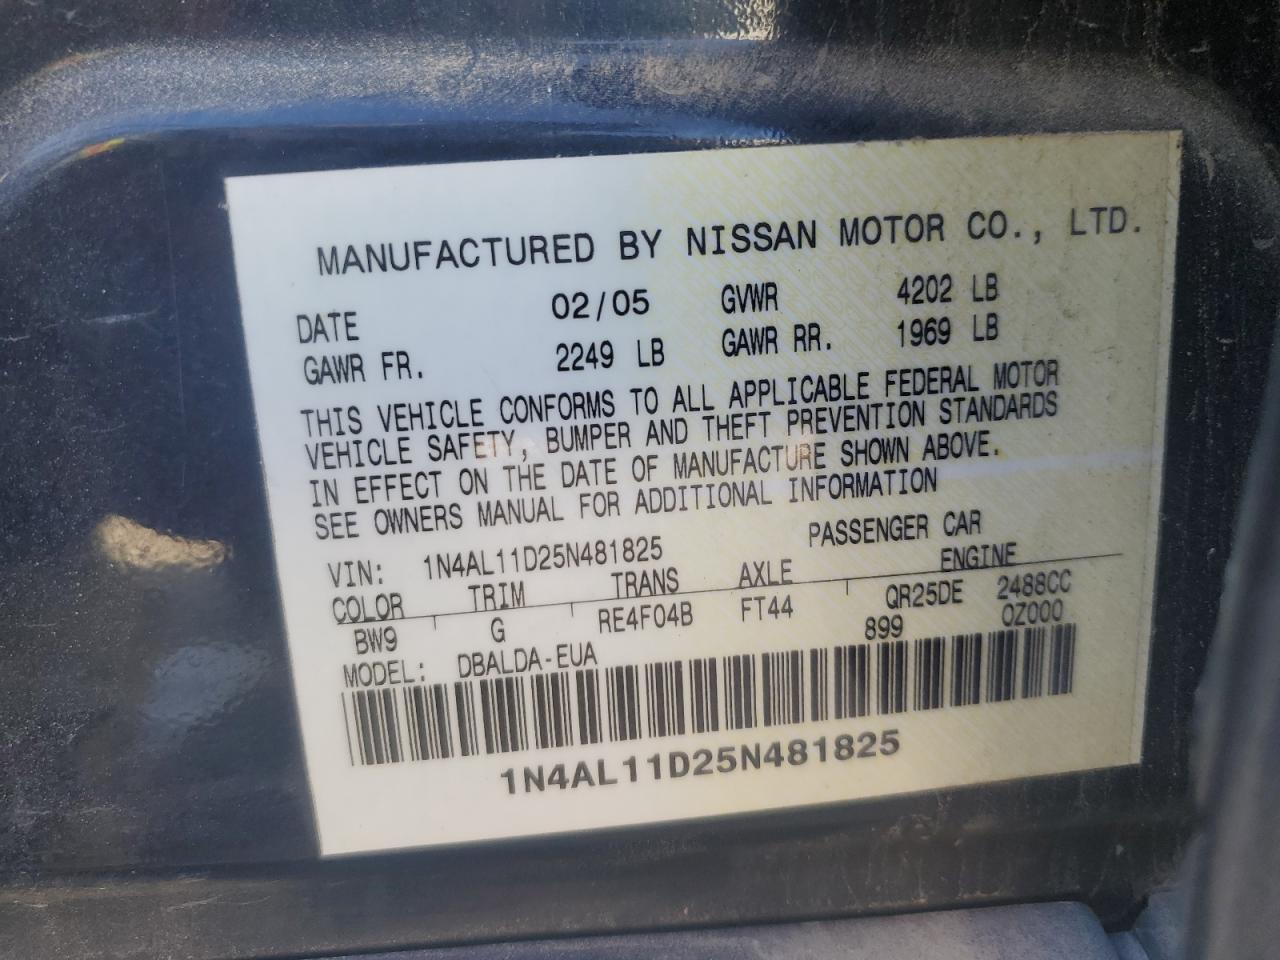 MANUFACTURED BY NISSAN MOTOR CO., LTD.
DATE 02/05 GVWR 4202 LB
GAWR FR. 2249 LB GAWR RR. 1969 LB
THIS VEHICLE CONFORMS TO ALL APPLICABLE FEDERAL MOTOR
VEHICLE SAFETY, BUMPER AND THEFT PREVENTION STANDARDS
IN EFFECT ON THE DATE OF MANUFACTURE SHOWN ABOVE.
SEE OWNERS MANUAL FOR ADDITIONAL INFORMATION
VIN: 1N4AL11D25N481825 PASSENGER CAR
COLOR TRIM TRANS AXLE ENGINE
BW9 G RE4F04B FT44 QR25DE 2488CC
MODEL: DBALDA-EUA 899 0Z000
1N4AL11D25N481825